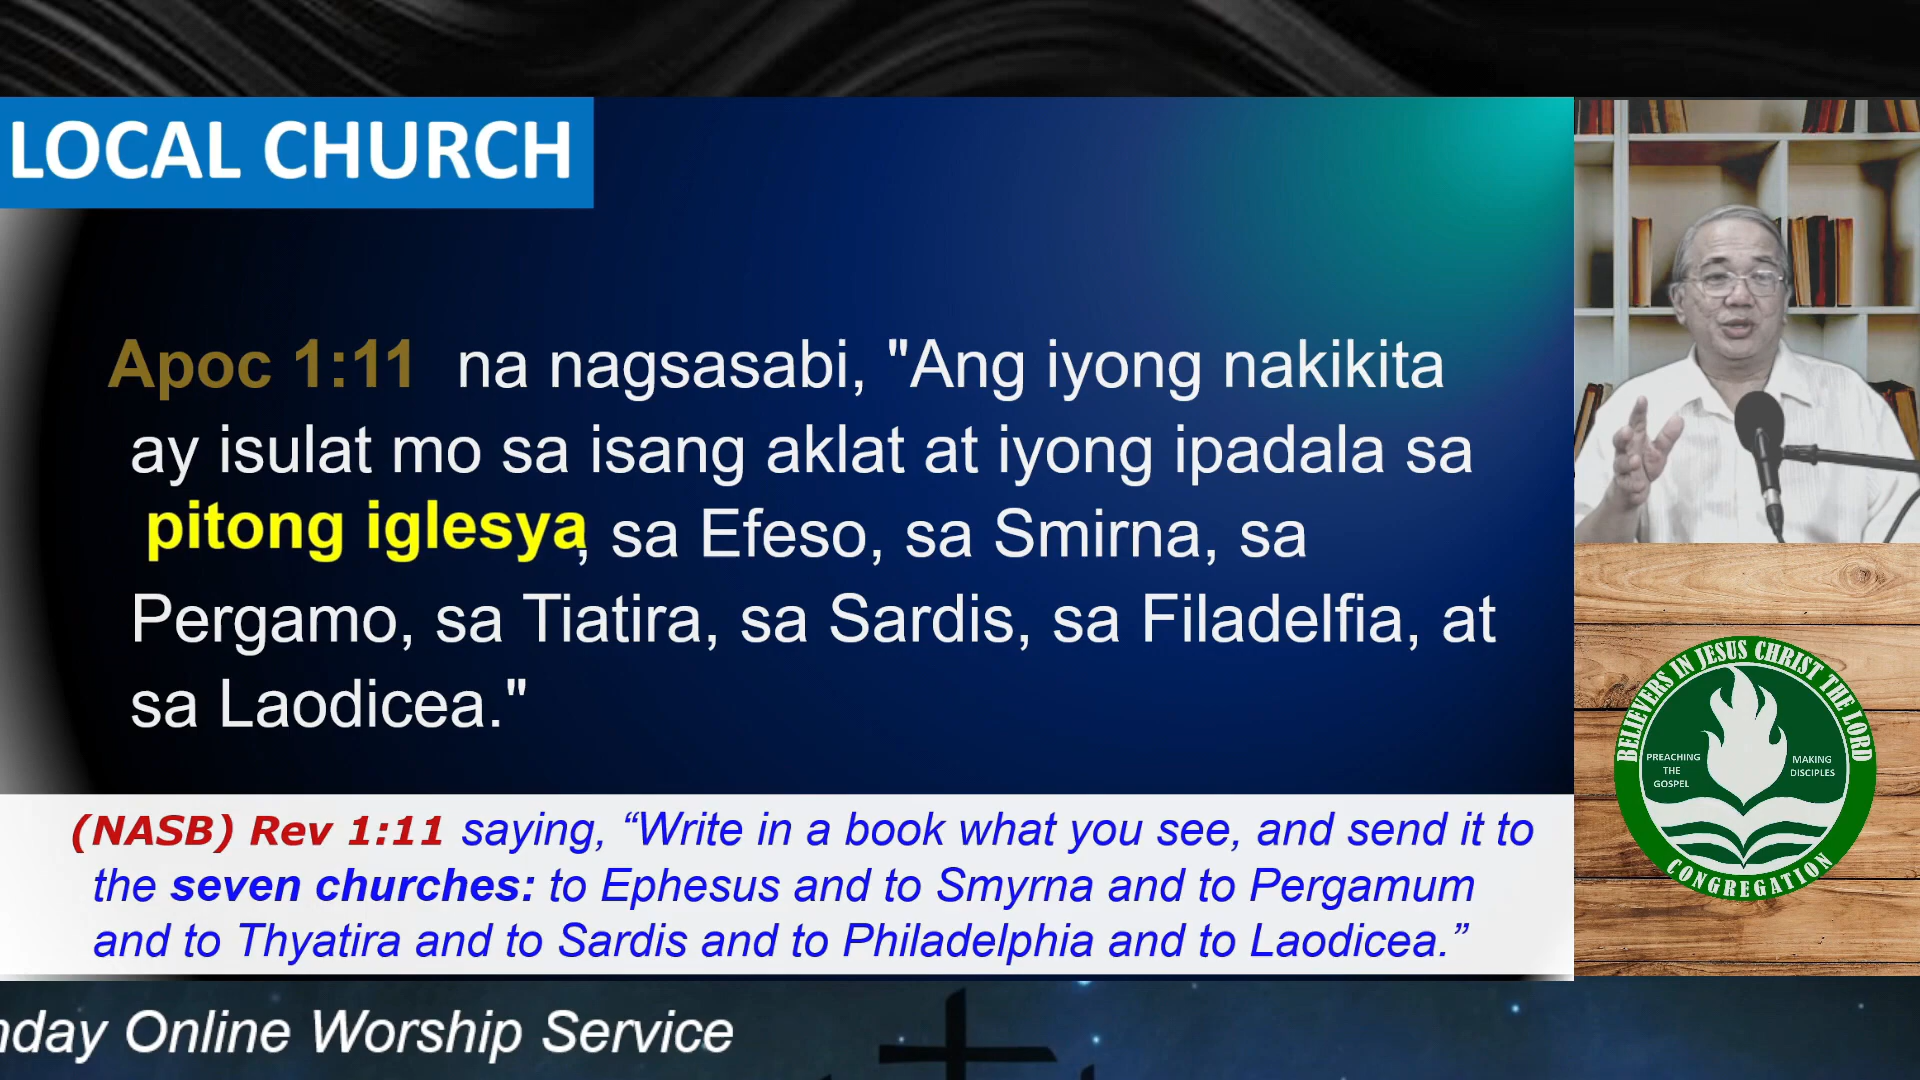 LOCAL CHURCH
Apoc 1:11 na nagsasabi, "Ang iyong nakikita
ay isulat mo sa isang aklat at iyong ipadala sa
pitong iglesya, sa Efeso, sa Smirna, sa
Pergamo, sa Tiatira, sa Sardis, sa Filadelfia, at
sa Laodicea."
(NASB) Rev 1:11 saying, “Write in a book what you see, and send it to
the seven churches: to Ephesus and to Smyrna and to Pergamum
and to Thyatira and to Sardis and to Philadelphia and to Laodicea.”
BELIEVERS IN JESUS CHRIST THE LORD
PREACHING
THE
GOSPEL
MAKING
DISCIPLES
CONGREGATION
nday Online Worship Service